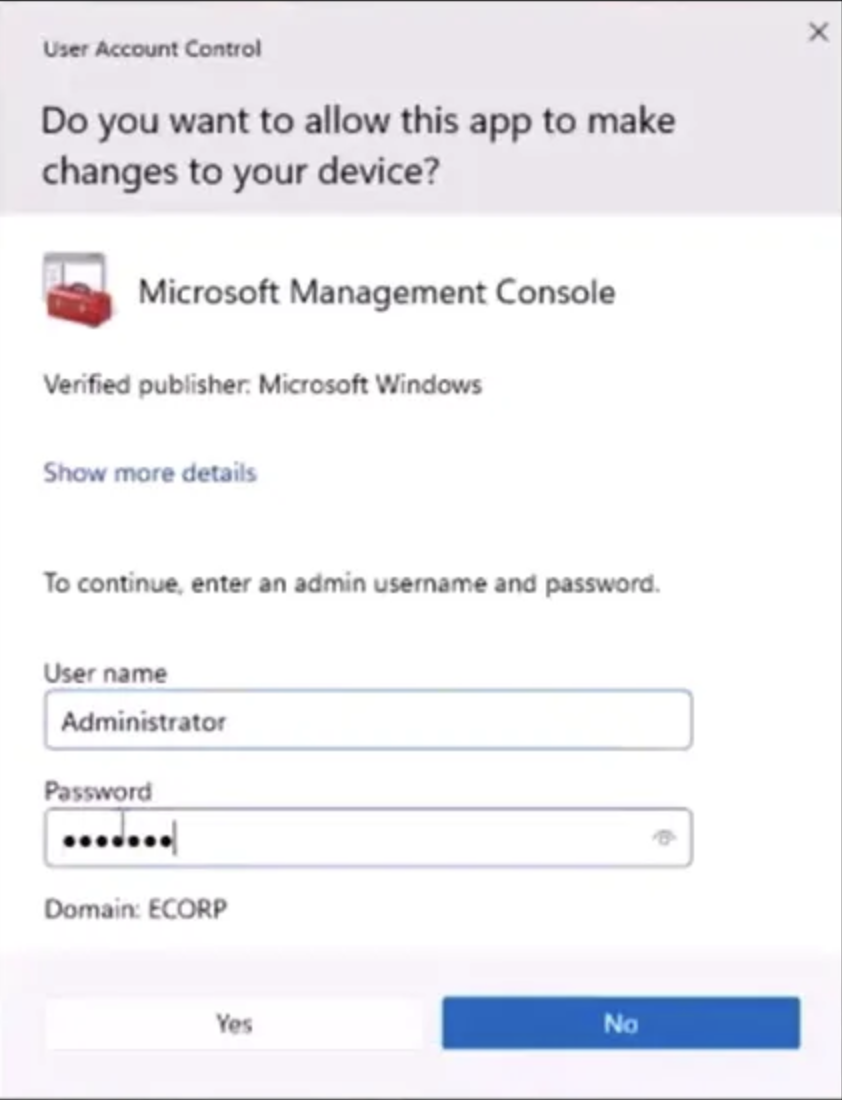 User Account Control
Do you want to allow this app to make
changes to your device?
Microsoft Management Console
Verified publisher: Microsoft Windows
Show more details
To continue, enter an admin username and password.
User name
Administrator
Password
•••••••
Domain: ECORP
Yes
No